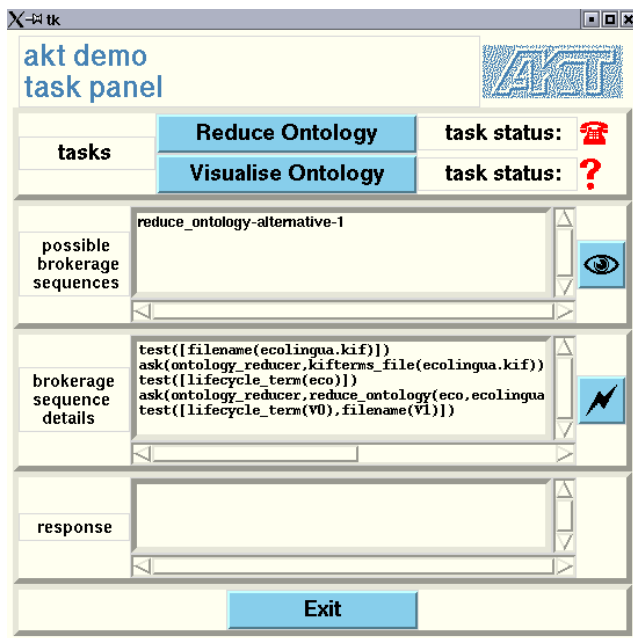 tk
akt demo
task panel
AKT
tasks
Reduce Ontology
task status:
Visualise Ontology
task status:
?
possible
brokerage
sequences
reduce_ontology-alternative-1
brokerage
sequence
details
test([filename(ecolingua.kif)])
ask(ontology_reducer,kifterms_file(ecolingua.kif))
test([lifecycle_term(eco)])
ask(ontology_reducer,reduce_ontology(eco,ecolingua
test([lifecycle_term(V0),filename(V1)])
response
Exit